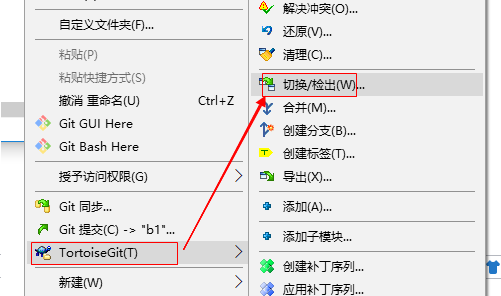 自定义文件夹(F)...
粘贴(P)
粘贴快捷方式(S)
撤消 重命名(U) Ctrl+Z
Git GUI Here
Git Bash Here
授予访问权限(G)
Git 同步...
Git 提交(C) -> "b1"...
TortoiseGit(T)
新建(W)
解决冲突(O)...
还原(V)...
清理(C)...
切换/检出(W)...
合并(M)...
创建分支(B)...
创建标签(T)...
导出(X)...
添加(A)...
添加子模块...
创建补丁序列...
应用补丁序列...